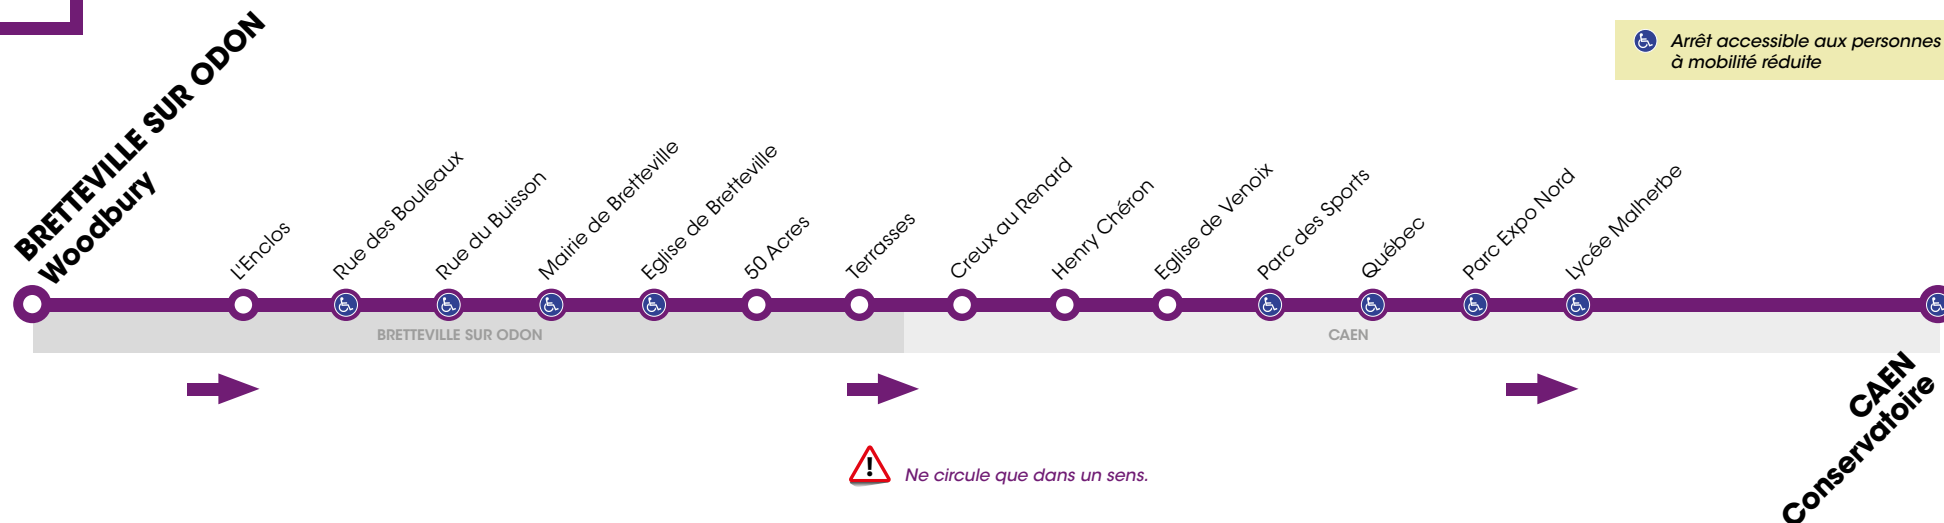 Arrêt accessible aux personnes
à mobilité réduite
BRETTEVILLE SUR ODON
Woodbury
L'Enclos
Rue des Bouleaux
Rue du Buisson
Mairie de Bretteville
Eglise de Bretteville
50 Acres
Terrasses
Creux au Renard
Henry Chéron
Eglise de Venoix
Parc des Sports
Québec
Parc Expo Nord
Lycée Malherbe
CAEN
Conservatoire
BRETTEVILLE SUR ODON
CAEN
Ne circule que dans un sens.